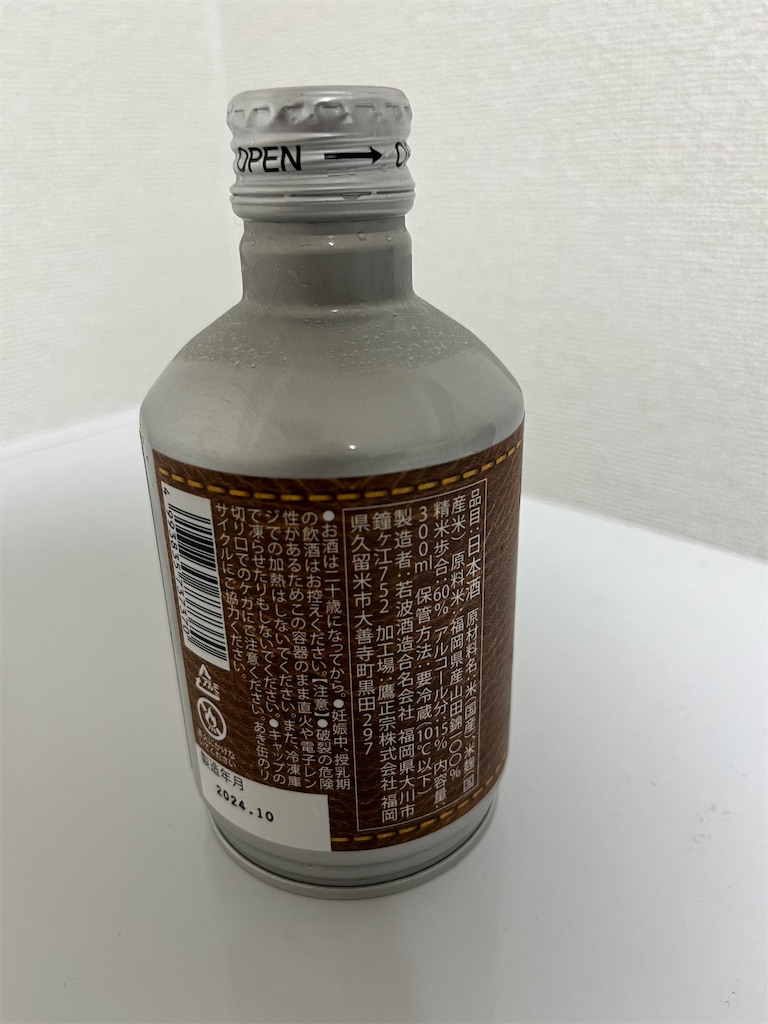 OPEN → O
品目：日本酒 原材料名：米（国産）、米麹（国
産米） 原料米：福岡県産山田錦100%
精米歩合：60% アルコール分：15% 内容量：
300ml 保管方法：要冷蔵（10℃以下）
製造者：若波酒造合名会社 福岡県大川市
鐘ヶ江752 加工場：鷹正宗株式会社 福岡
県久留米市大善寺町黒田297
●お酒は二十歳になってから。●妊娠中、授乳期
の飲酒はお控えください。【注意】●破裂の危険
性があるため、この容器のまま直火や電子レン
ジでの加熱はしないでください。また、冷凍庫
で凍らせたりもしないでください。●キャップの
切り口でのケガにご注意ください。あき缶のリ
サイクルにご協力ください。
アルミ
製造年月
2024.10